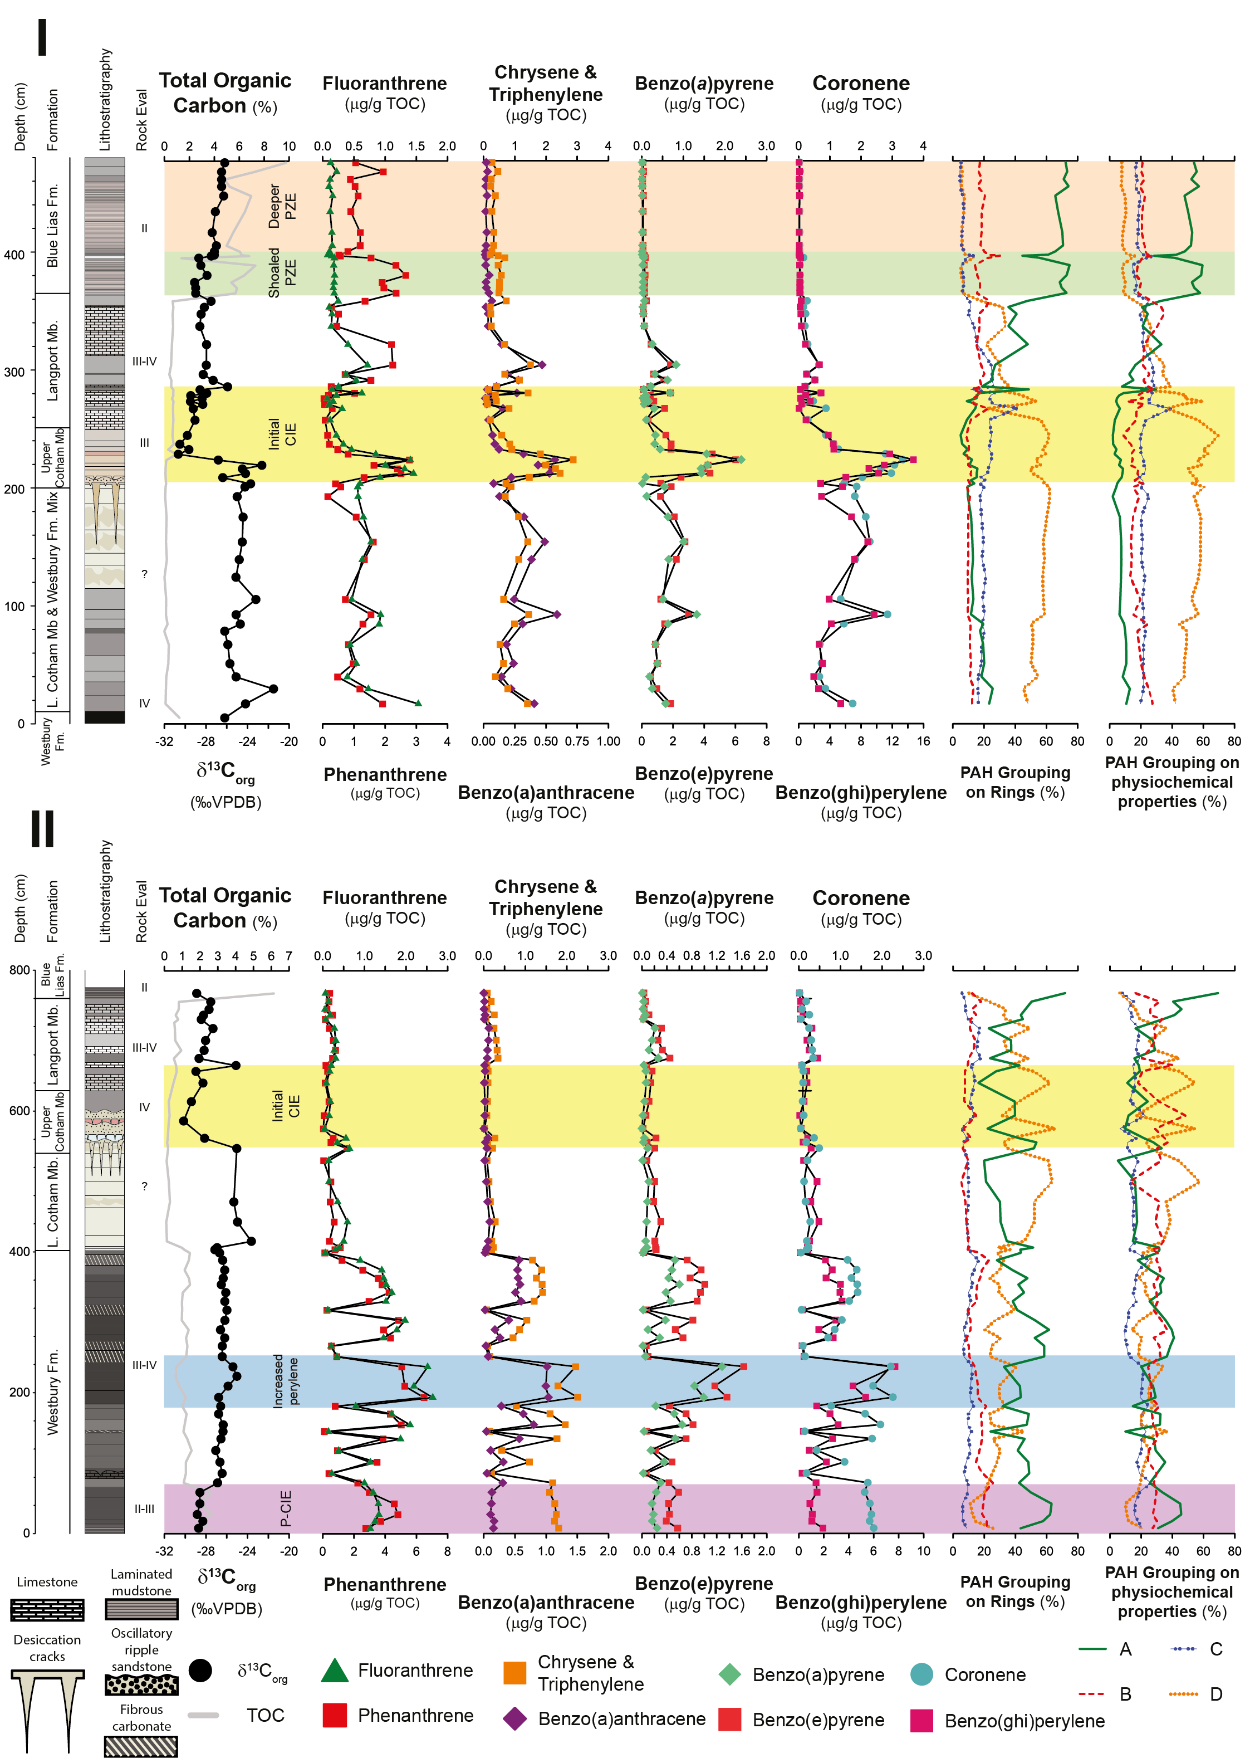 I
Depth (cm)
Formation
Lithostratigraphy
Rock Eval
Total Organic
Carbon (%)
Fluoranthrene
(µg/g TOC)
Chrysene &
Triphenylene
(µg/g TOC)
Benzo(a)pyrene
(µg/g TOC)
Coronene
(µg/g TOC)
0 2 4 6 8 10
0.0 1.0 2.0 3.0
0 1 2 3 4
0.0 1.0 2.0 3.0
0 1 2 3 4
Blue Lias Fm.
Langport Mb.
Upper
Cotham Mb
L. Cotham Mb & Westbury Fm. Mix
Westbury
Fm.
400
300
200
100
0
II
III-IV
III
?
IV
Deeper
PZE
Shoaled
PZE
Initial
CIE
-32 -28 -24 -20
0 1 2 3 4
0.00 0.25 0.50 0.75 1.00
0 2 4 6 8
0 4 8 12 16
0 20 40 60 80
0 20 40 60 80
δ13Corg
(‰VPDB)
Phenanthrene
(µg/g TOC)
Benzo(a)anthracene
(µg/g TOC)
Benzo(e)pyrene
(µg/g TOC)
Benzo(ghi)perylene
(µg/g TOC)
PAH Grouping
on Rings (%)
PAH Grouping on
physiochemical
properties (%)
II
Depth (cm)
Formation
Lithostratigraphy
Rock Eval
Total Organic
Carbon (%)
Fluoranthrene
(µg/g TOC)
Chrysene &
Triphenylene
(µg/g TOC)
Benzo(a)pyrene
(µg/g TOC)
Coronene
(µg/g TOC)
0 1 2 3 4 5 6 7
0.0 1.0 2.0 3.0
0.0 1.0 2.0 3.0
0.0 0.4 0.8 1.2 1.6 2.0
0.0 1.0 2.0 3.0
800
600
400
200
0
Blue
Lias Fm.
Langport Mb.
Upper
Cotham Mb
L. Cotham Mb.
Westbury Fm.
II
III-IV
IV
?
III-IV
II-III
Initial
CIE
Increased
perylene
P-CIE
-32 -28 -24 -20
0 2 4 6 8
0.0 0.5 1.0 1.5 2.0
0.0 0.4 0.8 1.2 1.6 2.0
0 2 4 6 8 10
0 20 40 60 80
0 20 40 60 80
δ13Corg
(‰VPDB)
Phenanthrene
(µg/g TOC)
Benzo(a)anthracene
(µg/g TOC)
Benzo(e)pyrene
(µg/g TOC)
Benzo(ghi)perylene
(µg/g TOC)
PAH Grouping
on Rings (%)
PAH Grouping on
physiochemical
properties (%)
Limestone
Laminated
mudstone
Desiccation
cracks
Oscillatory
ripple
sandstone
Fibrous
carbonate
δ13Corg
TOC
Fluoranthrene
Phenanthrene
Chrysene &
Triphenylene
Benzo(a)anthracene
Benzo(a)pyrene
Benzo(e)pyrene
Coronene
Benzo(ghi)perylene
A
B
C
D